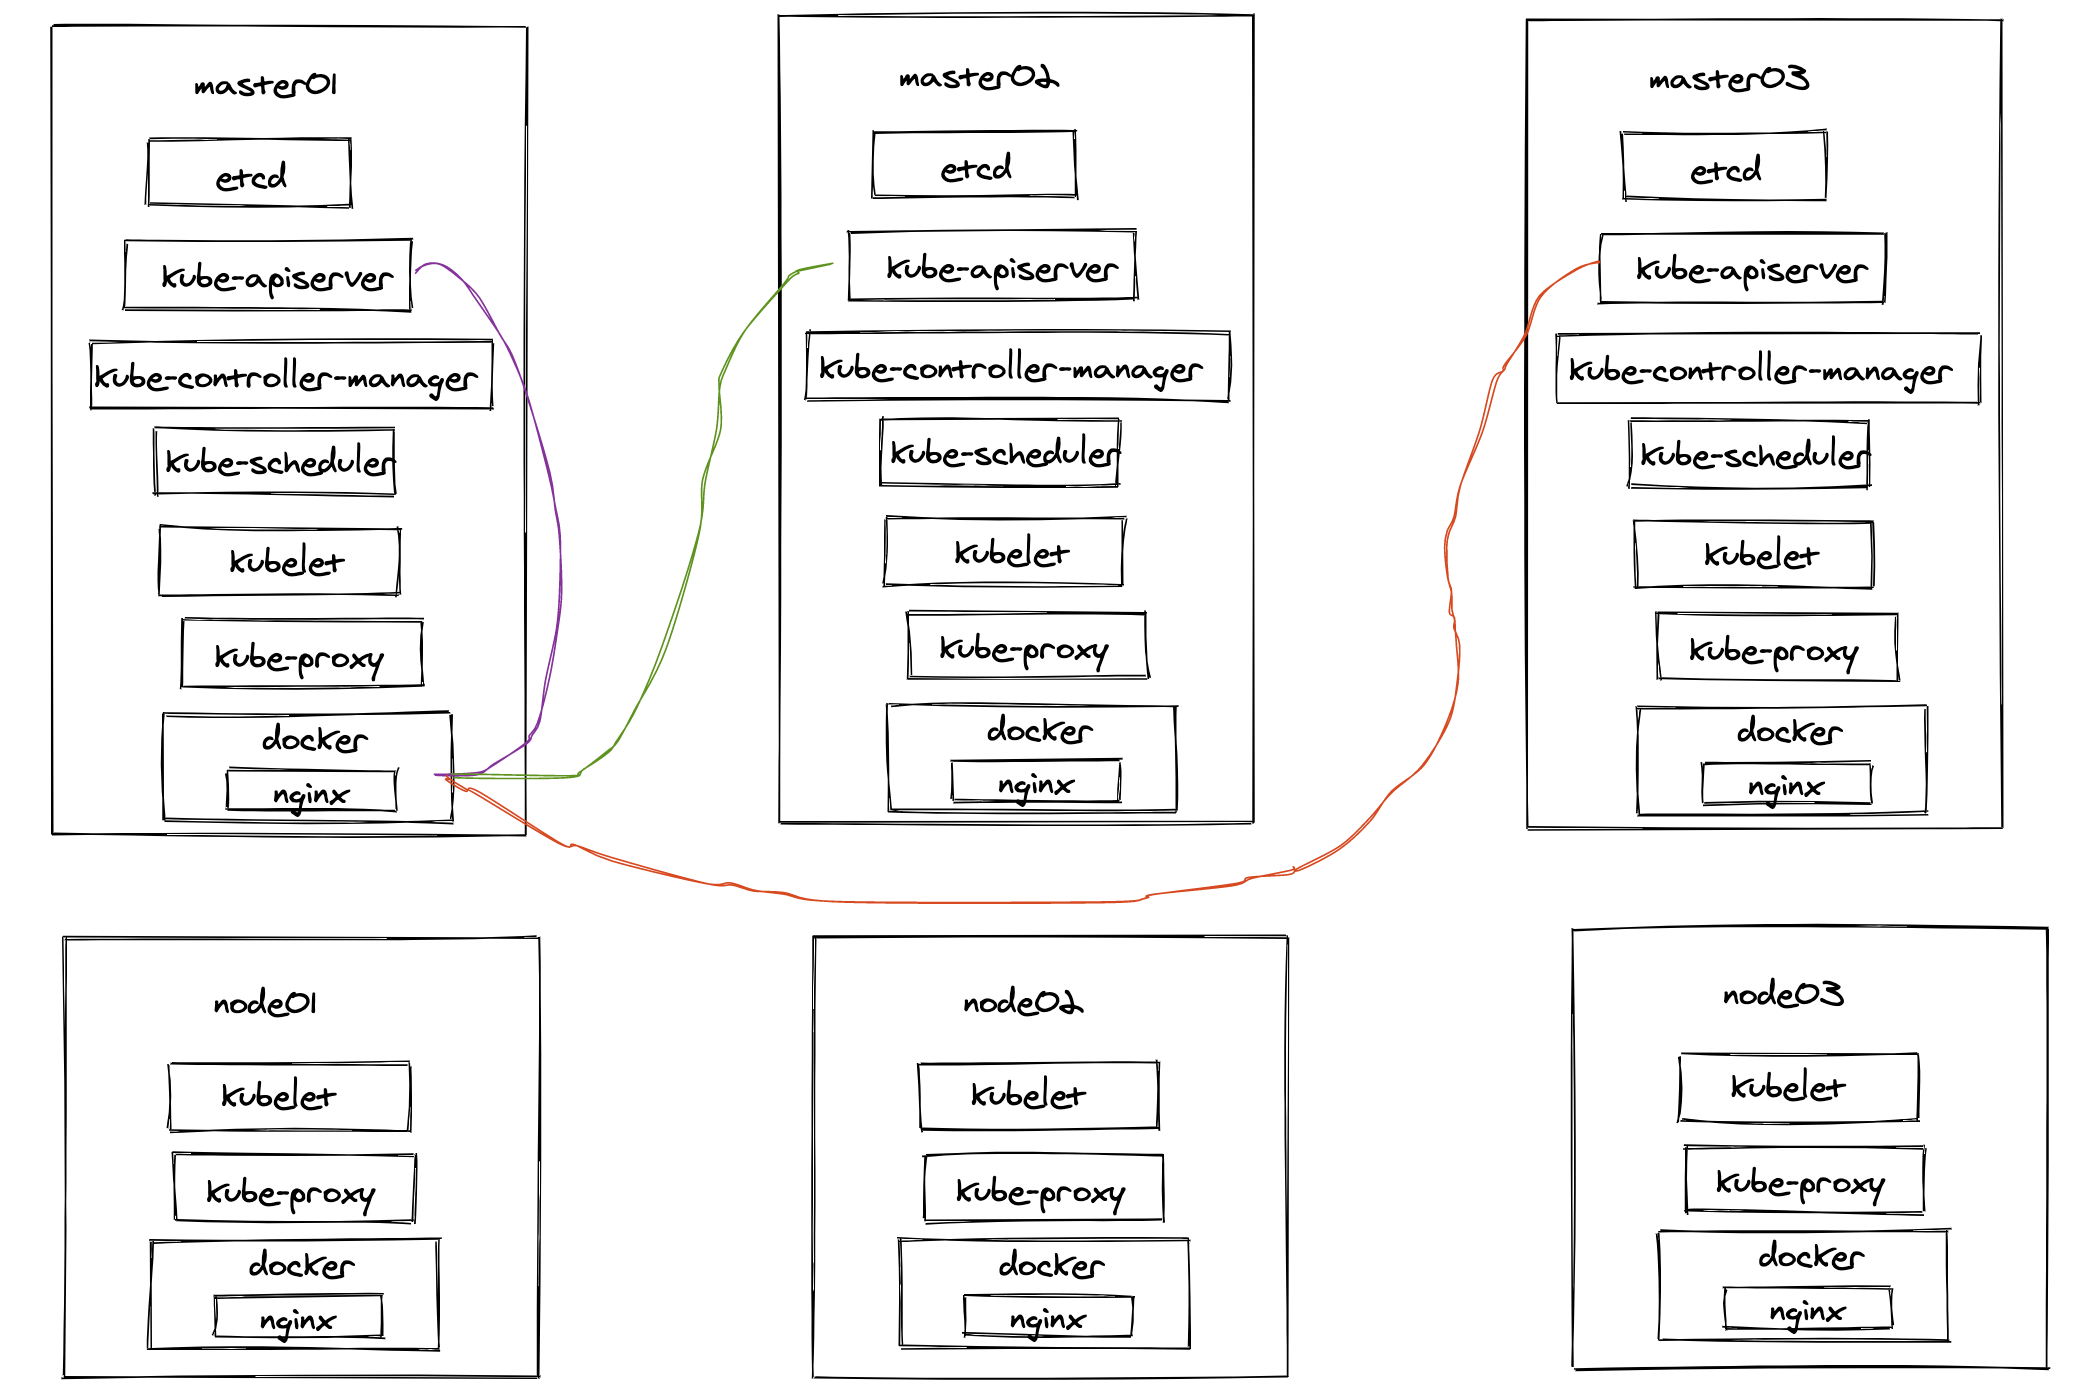 master01
etcd
kube-apiserver
kube-controller-manager
kube-scheduler
kubelet
kube-proxy
docker
nginx
master02
etcd
kube-apiserver
kube-controller-manager
kube-scheduler
kubelet
kube-proxy
docker
nginx
master03
etcd
kube-apiserver
kube-controller-manager
kube-scheduler
kubelet
kube-proxy
docker
nginx
node01
kubelet
kube-proxy
docker
nginx
node02
kubelet
kube-proxy
docker
nginx
node03
kubelet
kube-proxy
docker
nginx